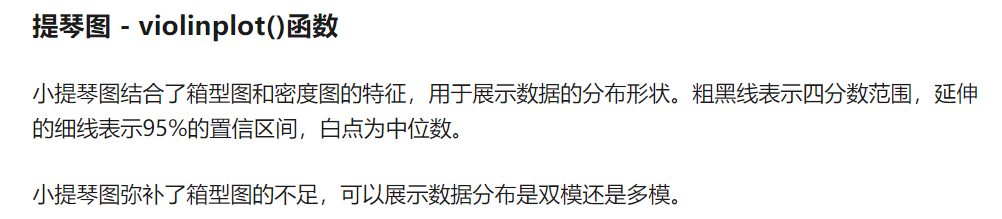 提琴图 - violinplot()函数
小提琴图结合了箱型图和密度图的特征，用于展示数据的分布形状。粗黑线表示四分数范围，延伸
的细线表示95%的置信区间，白点为中位数。
小提琴图弥补了箱型图的不足，可以展示数据分布是双模还是多模。